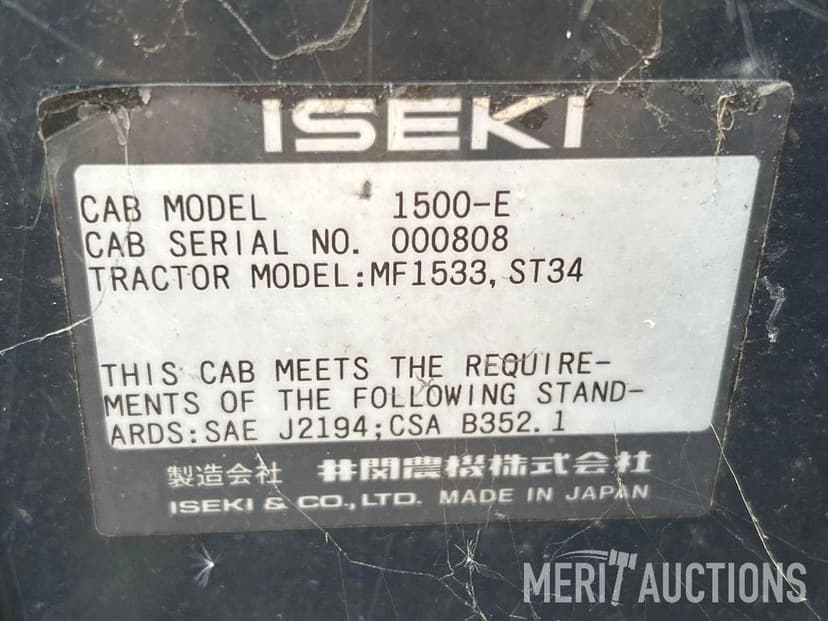 ISEKI
CAB MODEL 1500-E
CAB SERIAL NO. 000808
TRACTOR MODEL:MF1533, ST34
THIS CAB MEETS THE REQUIRE-
MENTS OF THE FOLLOWING STAND-
ARDS:SAE J2194;CSA B352.1
製造会社 井関農機株式会社
ISEKI & CO., LTD. MADE IN JAPAN
MERIT AUCTIONS